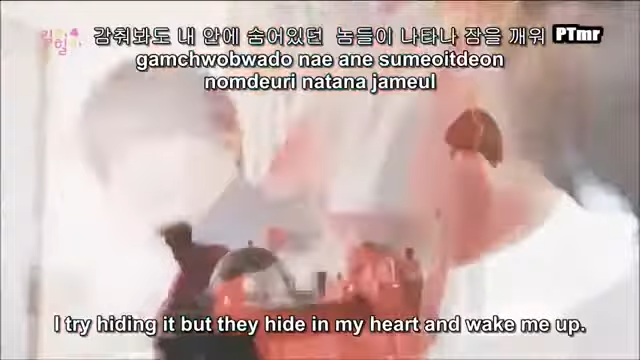 감춰봐도 내 안에 숨어있던 놈들이 나타나 잠을 깨워
PTmr
gamchwobwado nae ane sumeoitdeon
nomdeuri natana jameul
I try hiding it but they hide in my heart and wake me up.